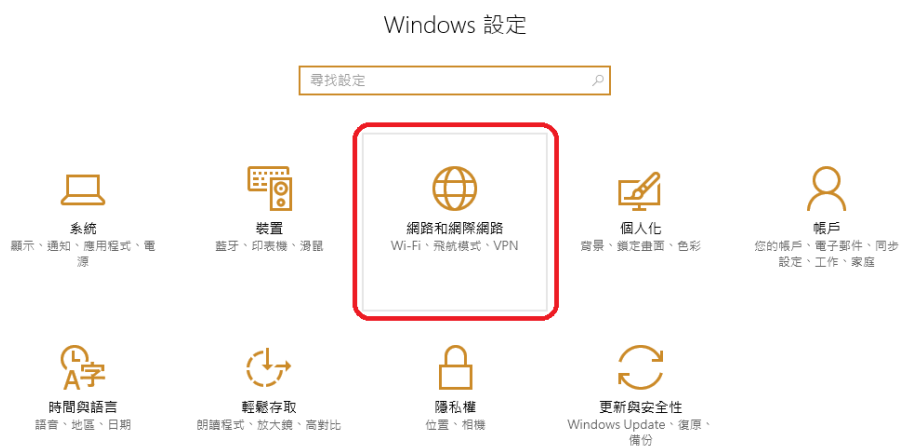 Windows 設定
尋找設定
系統
顯示、通知、應用程式、電
源
裝置
藍牙、印表機、滑鼠
網路和網際網路
Wi-Fi、飛航模式、VPN
個人化
背景、鎖定畫面、色彩
帳戶
您的帳戶、電子郵件、同步
設定、工作、家庭
時間與語言
語音、地區、日期
輕鬆存取
朗讀程式、放大鏡、高對比
隱私權
位置、相機
更新與安全性
Windows Update、復原、
備份